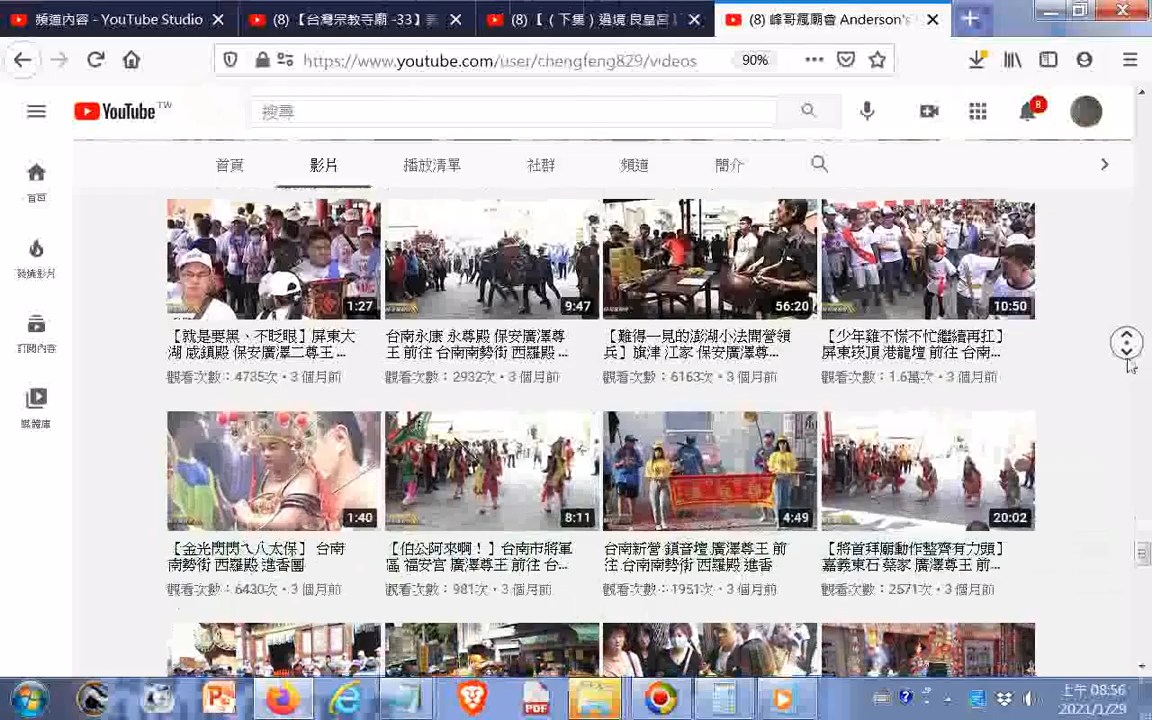 頻道內容 - YouTube Studio
(8) 【台灣宗教寺廟 -33】
(8) 【（下集）遶境 良皇宮
(8) 峰哥瘋廟會 Anderson's
https://www.youtube.com/user/chengfeng829/videos
90%
YouTube TW
搜尋
8
首頁
影片
播放清單
社群
頻道
簡介
首頁
發燒影片
訂閱內容
媒體庫
1:27
9:47
56:20
10:50
【就是要黑、不眨眼】屏東大
湖 威鎮殿 保安廣澤二尊王 ...
台南永康 永尊殿 保安廣澤尊
王 前往 台南南勢街 西羅殿 ...
【難得一見的澎湖小法開營領
兵】旗津 江家 保安廣澤尊...
【少年雖不慌不忙繼續再扛】
屏東崁頂 港龍壇 前往 台南...
觀看次數：4735次 · 3 個月前
觀看次數：2932次 · 3 個月前
觀看次數：6163次 · 3 個月前
觀看次數：1.6萬次 · 3 個月前
1:40
8:11
4:49
20:02
【金光閃閃ㄟ八太保】 台南
南勢街 西羅殿 進香團
【伯公阿來啊！】台南市將軍
區 福安宮 廣澤尊王 前往 台...
台南新營 鎮音壇 廣澤尊王 前
往 台南南勢街 西羅殿 進香
【將首拜廟動作整齊有力頭】
嘉義東石 蔡家 廣澤尊王 前...
觀看次數：6430次 · 3 個月前
觀看次數：981次 · 3 個月前
觀看次數：1951次 · 3 個月前
觀看次數：2571次 · 3 個月前
PDF
上午 08:56
2021/1/29